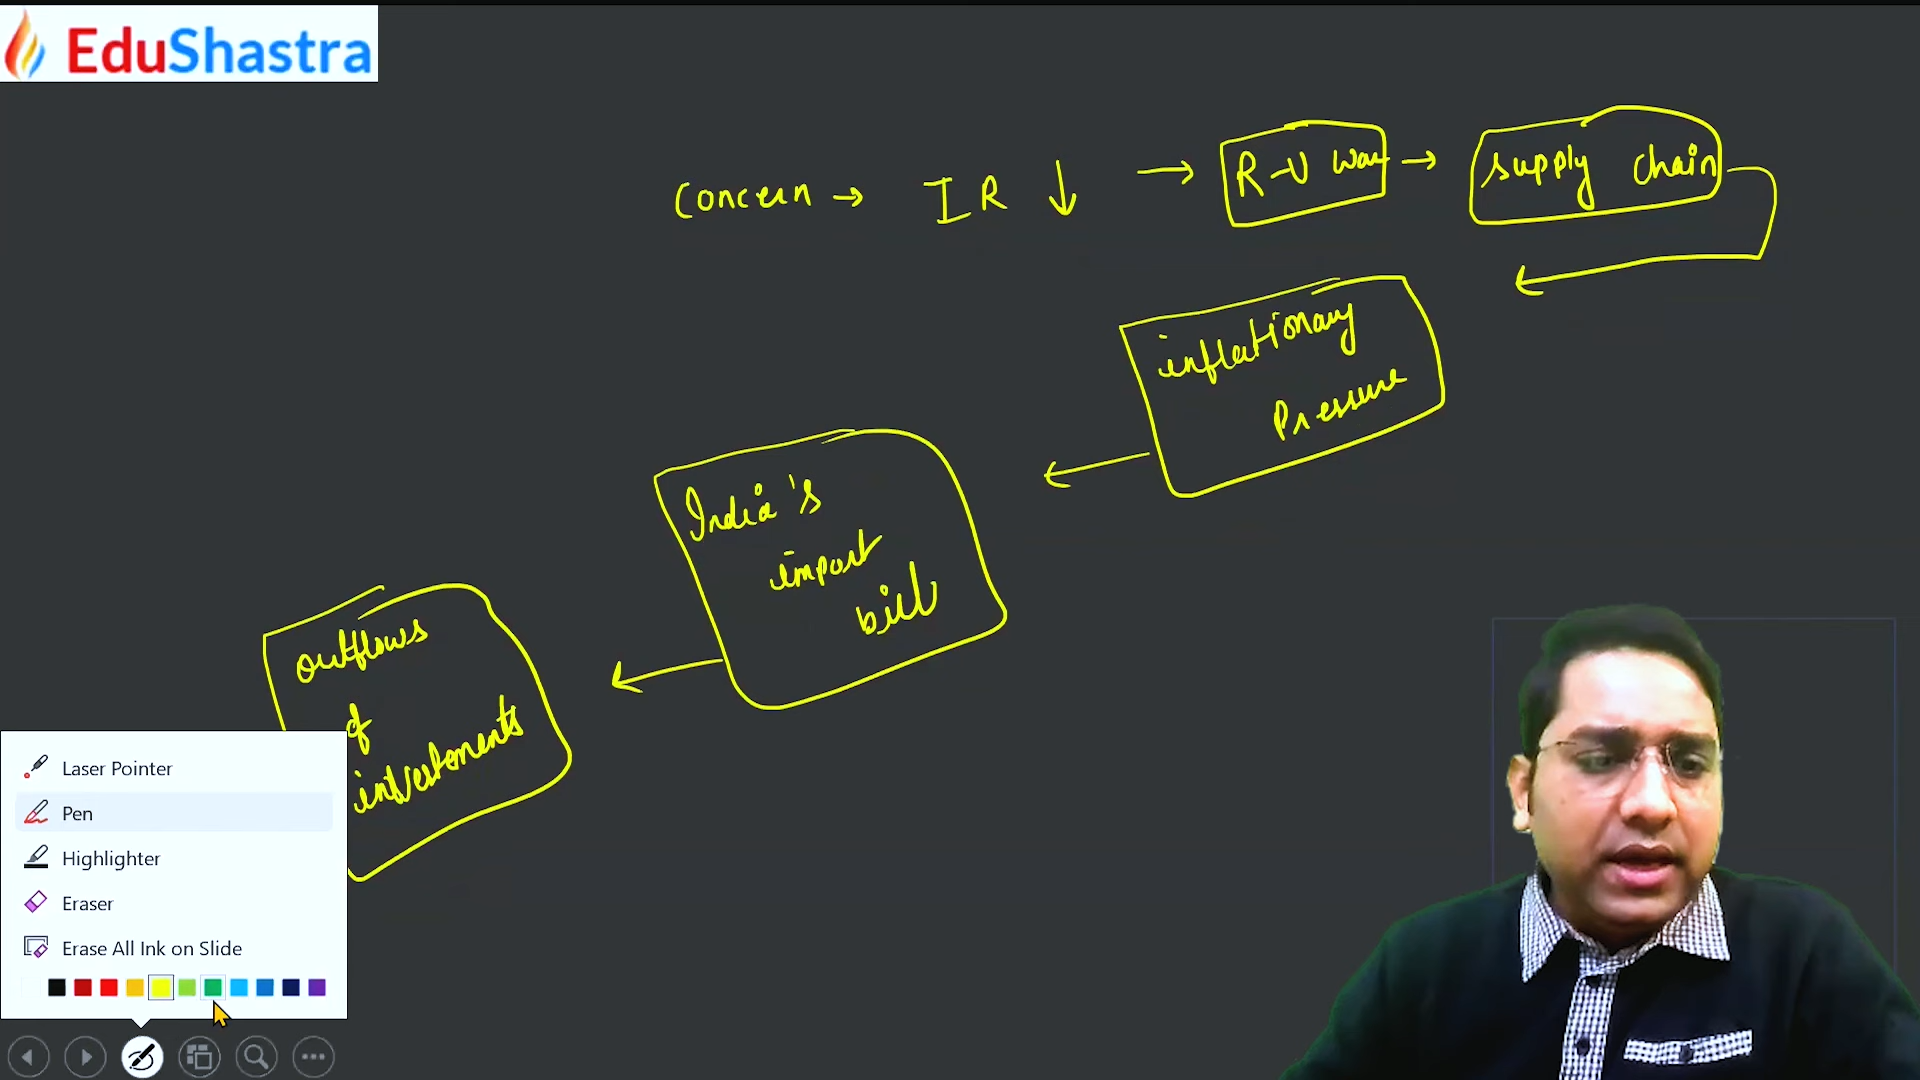 EduShastra
Concern → IR ↓ → R-U war → supply chain
inflationary
Pressure
India's
import
bill
outflows
of
investements
Laser Pointer
Pen
Highlighter
Eraser
Erase All Ink on Slide